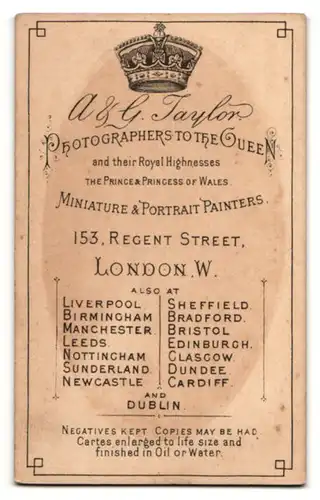 A & G. Taylor
PHOTOGRAPHERS TO THE QUEEN
and their Royal Highnesses
THE PRINCE & PRINCESS OF WALES.
MINIATURE & PORTRAIT PAINTERS.
153, REGENT STREET,
LONDON, W.
ALSO AT
LIVERPOOL
BIRMINGHAM
MANCHESTER.
LEEDS.
NOTTINGHAM
SUNDERLAND.
NEWCASTLE
SHEFFIELD.
BRADFORD.
BRISTOL
EDINBURGH.
GLASGOW.
DUNDEE.
CARDIFF.
AND
DUBLIN.
NEGATIVES KEPT. COPIES MAY BE HAD.
Cartes enlarged to life size and
finished in Oil or Water.